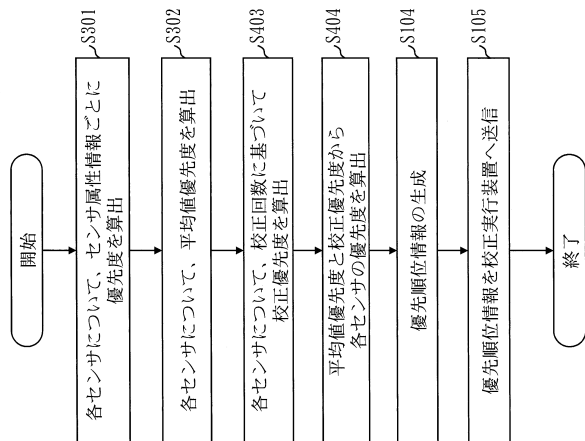 開始
各センサについて、センサ属性情報ごとに
優先度を算出
S301
各センサについて、平均値優先度を算出
S302
各センサについて、校正回数に基づいて
校正優先度を算出
S403
平均値優先度と校正優先度から
各センサの優先度を算出
S404
優先順位情報の生成
S104
優先順位情報を校正実行装置へ送信
S105
終了